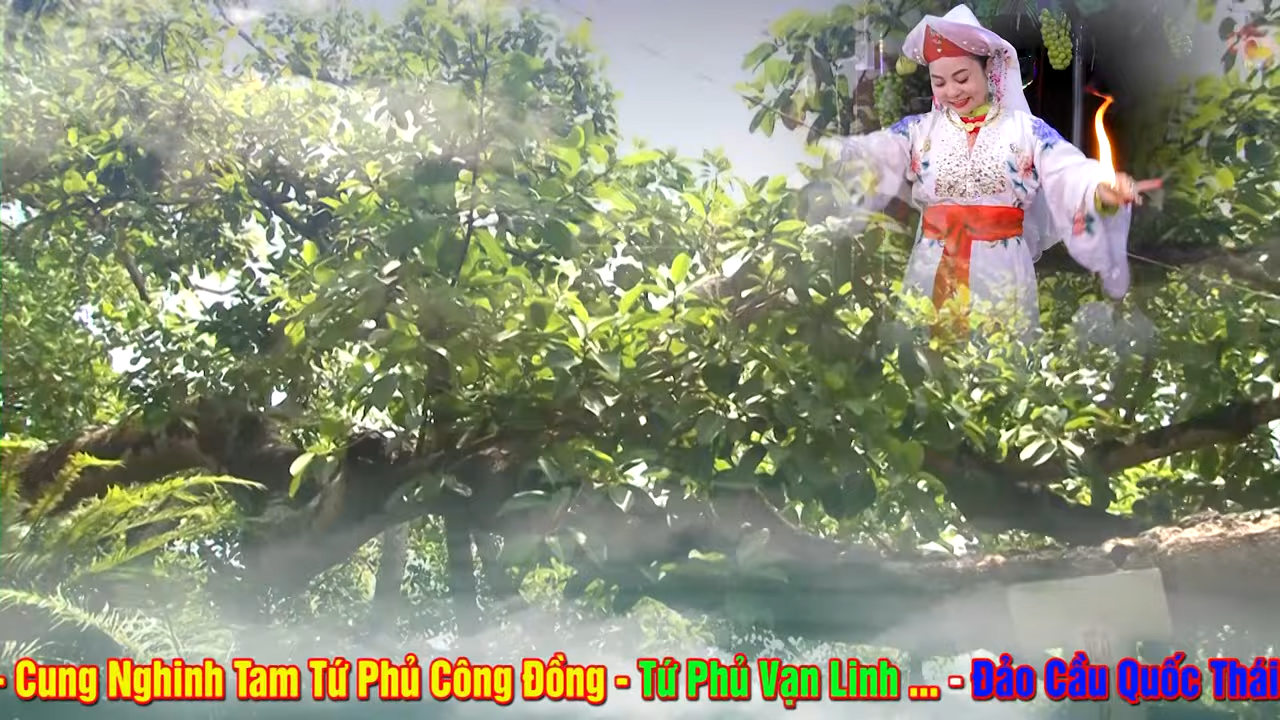 - Cung Nghinh Tam Tứ Phủ Công Đồng - Tứ Phủ Vạn Linh ... - Đảo Cầu Quốc Thái